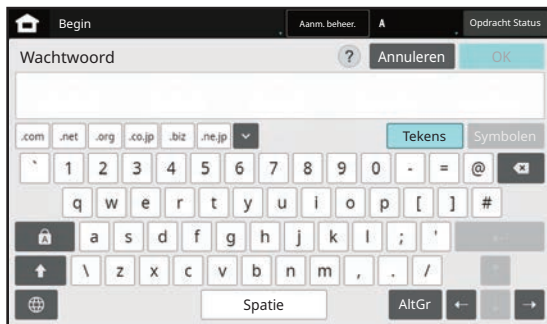 Begin Aanm. beheer. A Opdracht Status
Wachtwoord ? Annuleren OK
.com .net .org .co.jp .biz .ne.jp Tekens Symbolen
` 1 2 3 4 5 6 7 8 9 0 - = @
q w e r t y u i o p [ ] #
A a s d f g h j k l ; '
\ z x c v b n m , . /
Spatie AltGr